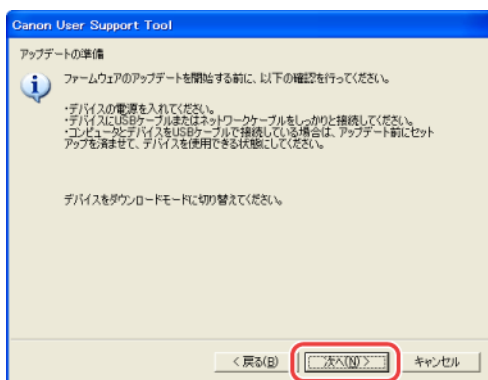 Canon User Support Tool
アップデートの準備
ファームウェアのアップデートを開始する前に、以下の確認を行ってください。
・デバイスの電源を入れてください。
・デバイスにUSBケーブルまたはネットワークケーブルをしっかりと接続してください。
・コンピュータとデバイスをUSBケーブルで接続している場合は、アップデート前にセット
アップを済ませて、デバイスを使用できる状態にしてください。
デバイスをダウンロードモードに切り替えてください。
< 戻る(B)
次へ(N) >
キャンセル